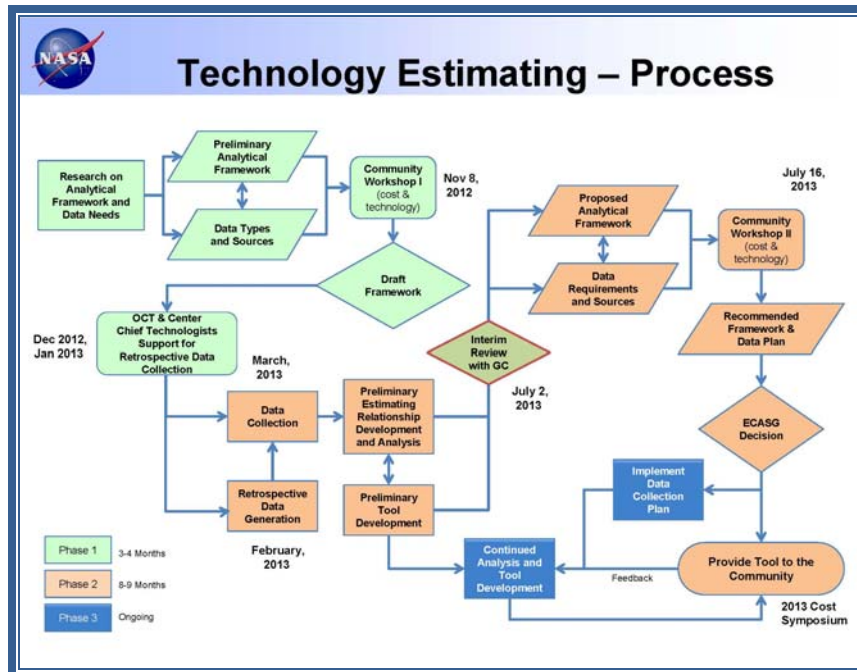 NASA
Technology Estimating – Process
Research on
Analytical
Framework and
Data Needs
Preliminary
Analytical
Framework
Data Types
and Sources
Community
Workshop I
(cost &
technology)
Nov 8,
2012
Draft
Framework
OCT & Center
Chief Technologists
Support for
Retrospective Data
Collection
Dec 2012,
Jan 2013
March,
2013
Data
Collection
Retrospective
Data
Generation
February,
2013
Preliminary
Estimating
Relationship
Development
and Analysis
Preliminary
Tool
Development
Interim
Review
with GC
July 2,
2013
Proposed
Analytical
Framework
Data
Requirements
and Sources
July 16,
2013
Community
Workshop II
(cost &
technology)
Recommended
Framework &
Data Plan
ECASG
Decision
Implement
Data
Collection
Plan
Continued
Analysis and
Tool
Development
Feedback
Provide Tool to the
Community
2013 Cost
Symposium
Phase 1 3-4 Months
Phase 2 8-9 Months
Phase 3 Ongoing